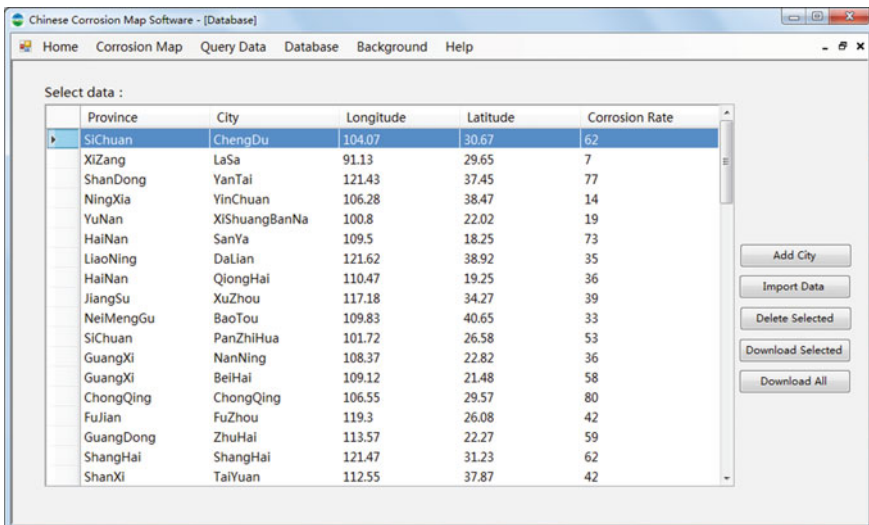 Chinese Corrosion Map Software - [Database]
Home Corrosion Map Query Data Database Background Help
Select data :
Province City Longitude Latitude Corrosion Rate
SiChuan ChengDu 104.07 30.67 62
XiZang LaSa 91.13 29.65 7
ShanDong YanTai 121.43 37.45 77
NingXia YinChuan 106.28 38.47 14
YuNan XiShuangBanNa 100.8 22.02 19
HaiNan SanYa 109.5 18.25 73
LiaoNing DaLian 121.62 38.92 35
HaiNan QiongHai 110.47 19.25 36
JiangSu XuZhou 117.18 34.27 39
NeiMengGu BaoTou 109.83 40.65 33
SiChuan PanZhiHua 101.72 26.58 53
GuangXi NanNing 108.37 22.82 36
GuangXi BeiHai 109.12 21.48 58
ChongQing ChongQing 106.55 29.57 80
FuJian FuZhou 119.3 26.08 42
GuangDong ZhuHai 113.57 22.27 59
ShangHai ShangHai 121.47 31.23 62
ShanXi TaiYuan 112.55 37.87 42
Add City
Import Data
Delete Selected
Download Selected
Download All